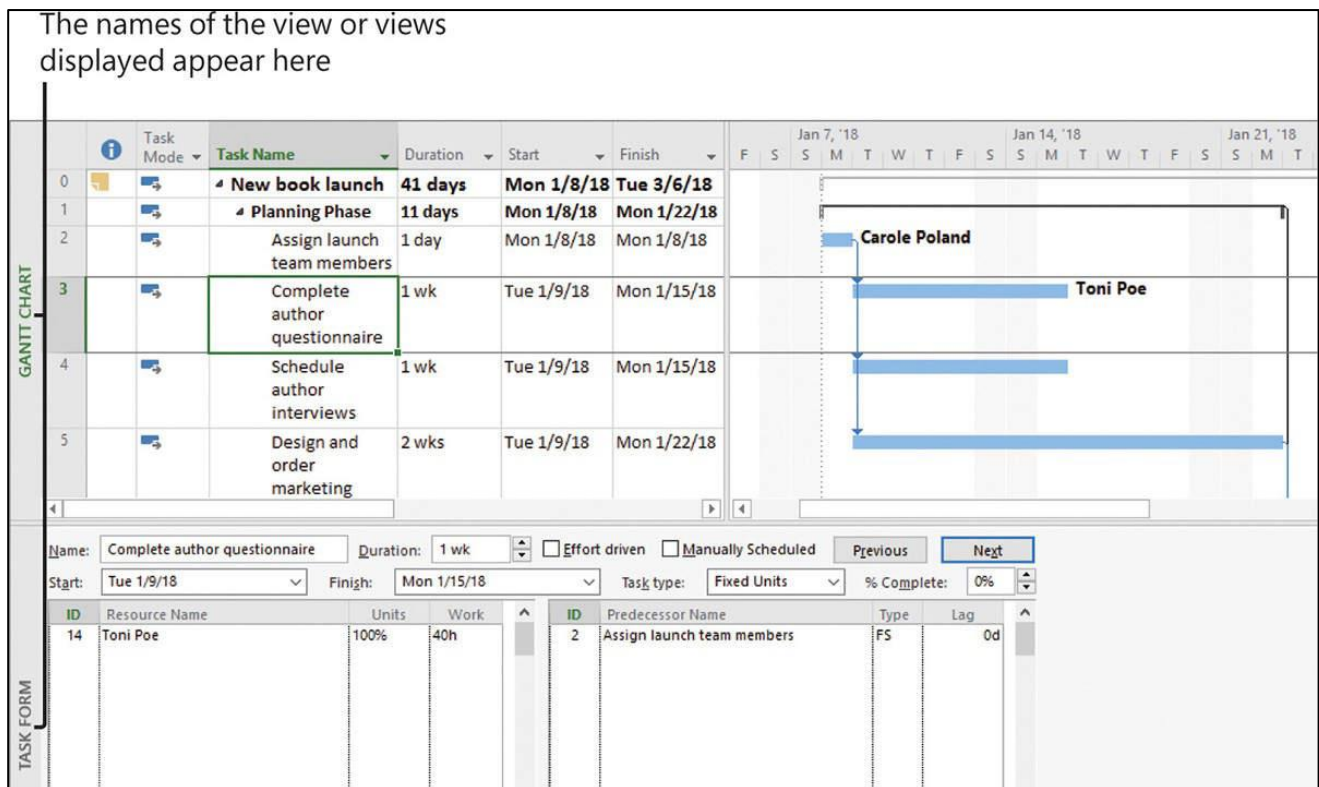 The names of the view or views
displayed appear here
Task
Mode Task Name Duration Start Finish
Jan 7, '18 Jan 14, '18 Jan 21, '18
F S S M T W T F S S M T W T F S S M T
0 New book launch 41 days Mon 1/8/18 Tue 3/6/18
1 Planning Phase 11 days Mon 1/8/18 Mon 1/22/18
2 Assign launch 1 day Mon 1/8/18 Mon 1/8/18 Carole Poland
team members
3 Complete 1 wk Tue 1/9/18 Mon 1/15/18 Toni Poe
author
questionnaire
4 Schedule 1 wk Tue 1/9/18 Mon 1/15/18
author
interviews
5 Design and 2 wks Tue 1/9/18 Mon 1/22/18
order
marketing
GANTT CHART
Name: Complete author questionnaire Duration: 1 wk Effort driven Manually Scheduled Previous Next
Start: Tue 1/9/18 Finish: Mon 1/15/18 Task type: Fixed Units % Complete: 0%
ID Resource Name Units Work ID Predecessor Name Type Lag
14 Toni Poe 100% 40h 2 Assign launch team members FS 0d
TASK FORM